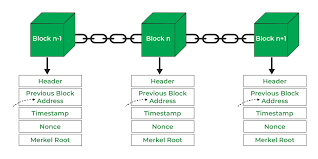 Block n-1
Block n
Block n+1
Header
Previous Block
Address
Timestamp
Nonce
Merkel Root
Header
Previous Block
Address
Timestamp
Nonce
Merkel Root
Header
Previous Block
Address
Timestamp
Nonce
Merkel Root